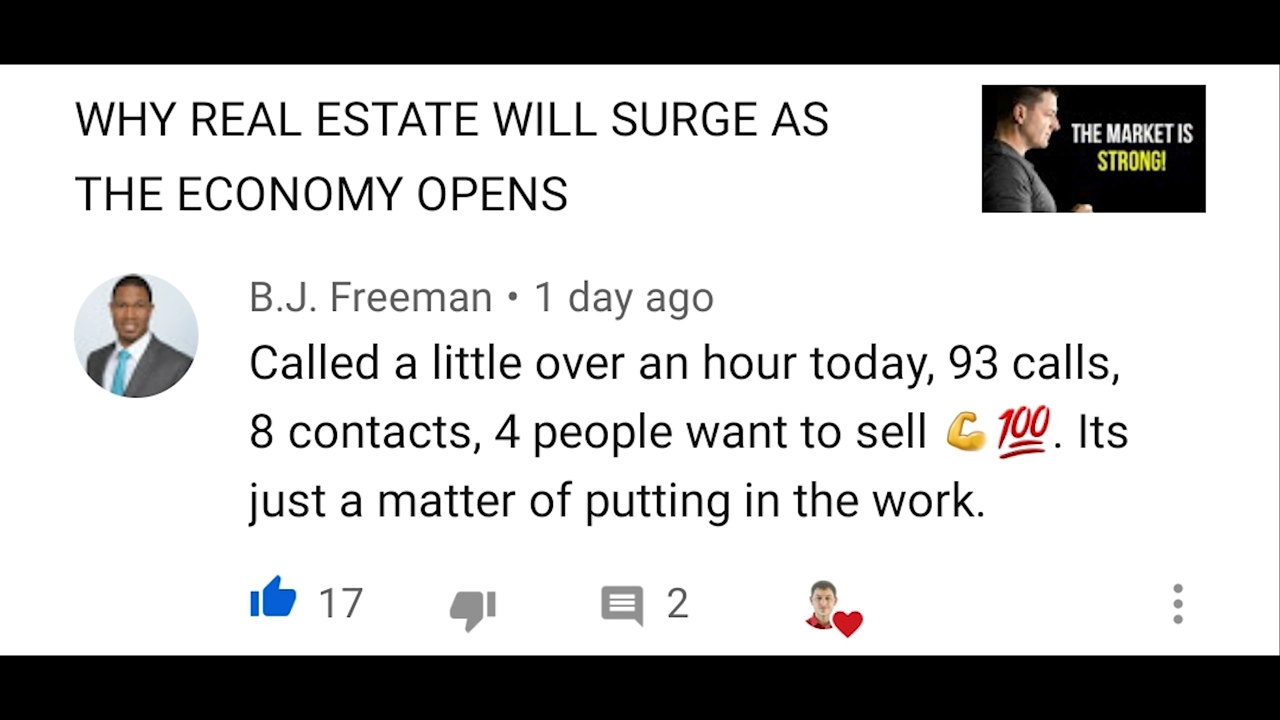 WHY REAL ESTATE WILL SURGE AS
THE ECONOMY OPENS
THE MARKET IS
STRONG!
B.J. Freeman • 1 day ago
Called a little over an hour today, 93 calls,
8 contacts, 4 people want to sell 💪💯. Its
just a matter of putting in the work.
17
2